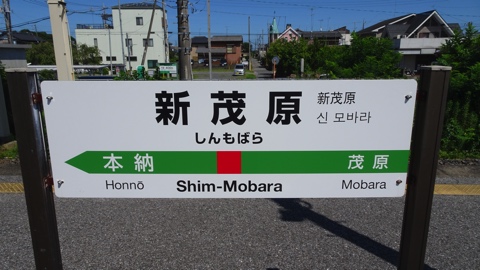 新茂原
新茂原
신 모바라
しんもばら
本納 茂原
Honnō Shim-Mobara Mobara